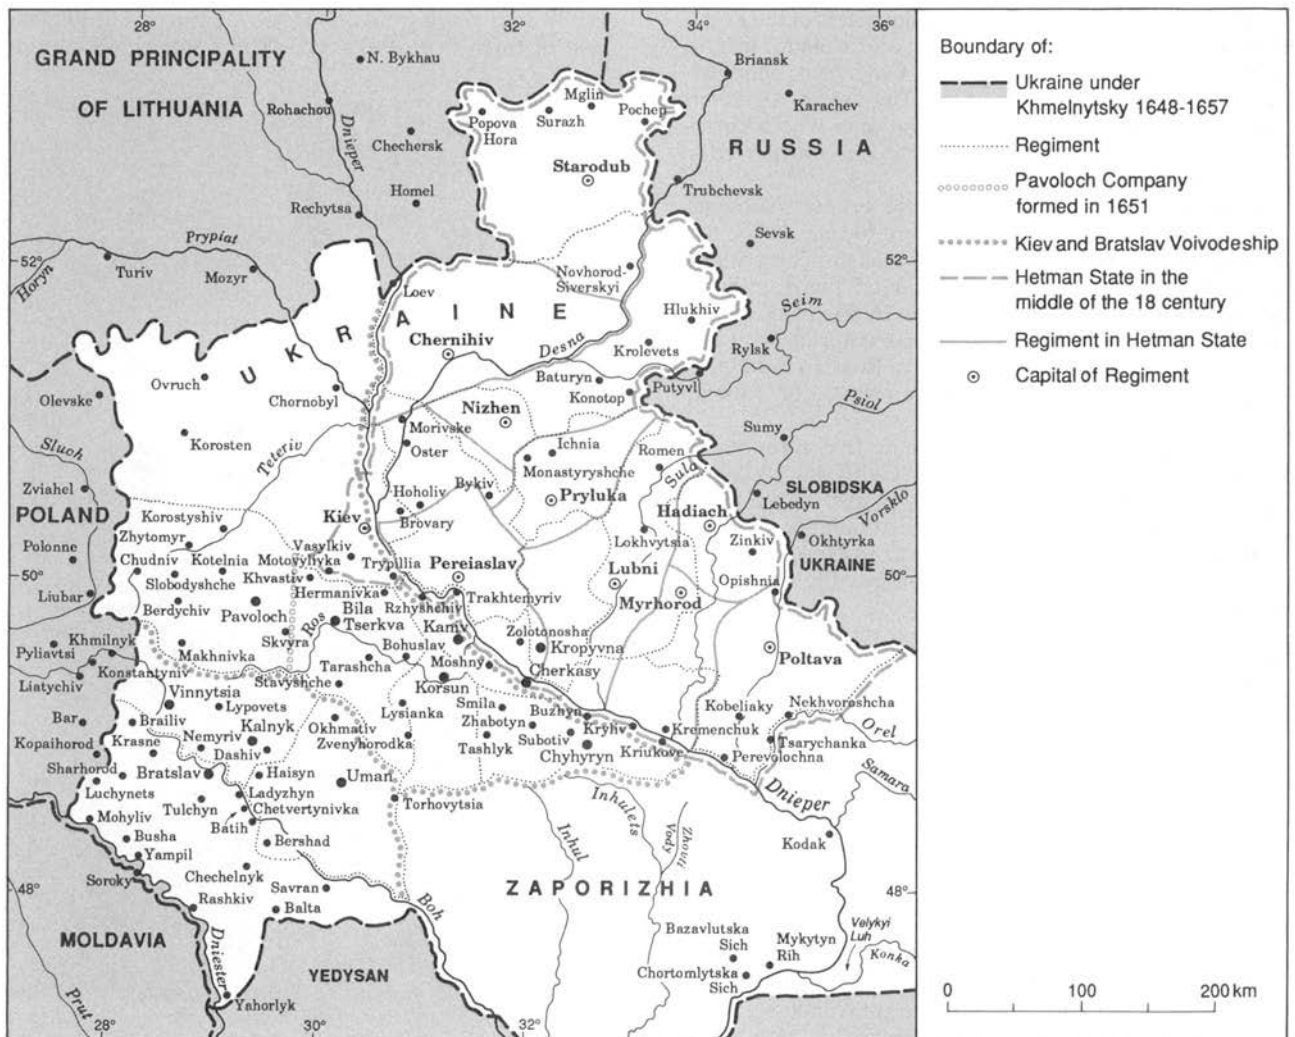 28°
32°
34°
36°
GRAND PRINCIPALITY
OF LITHUANIA
N. Bykhau
Rohachou
Dnieper
Chechersk
Homel
Rechytsa
Briansk
Karachev
Mglin
Popova
Hora
Surazh
Pochep
RUSSIA
Starodub
Trubchevsk
Sevsk
Prypiat
Horyn
Turiv
Mozyr
52°
52°
Loev
Novhorod-
Siverskyi
UKRAINE
Hlukhiv
Seim
Chernihiv
Desna
Krolevets
Rylsk
Ovruch
Olevske
Chornobyl
Baturyn
Konotop
Putyvl
Psiol
Nizhen
Morivske
Korosten
Sluch
Teteriv
Oster
Ichnia
Monastyryshche
Romen
Sumy
Sula
Zviahel
Bykiv
Hoholiv
Pryluka
SLOBIDSKA
Lebedyn
Vorsklo
POLAND
Korostyshiv
Kiev
Brovary
Hadiach
Zhytomyr
Lokhvytsia
Zinkiv
Okhtyrka
Polonne
Chudniv
Kotelnia
Vasylkiv
Motovylivka
Trypillia
Pereiaslav
UKRAINE
50°
50°
Slobodyshche
Khvastiv
Lubni
Opishnia
Liubar
Berdychiv
Pavoloch
Hermanivka
Rzhyshchiv
Trakhtemyriv
Myrhorod
Bila
Tserkva
Ros
Kaniv
Zolotonosha
Khmilnyk
Pyliavtsi
Makhnivka
Skvyra
Bohuslav
Kropyvna
Poltava
Konstantyniv
Tarashcha
Moshny
Cherkasy
Liatychiv
Vinnytsia
Stavyshche
Korsun
Bar
Brailiv
Lypovets
Lysianka
Smila
Buzhyn
Kobeliaky
Nekhvoroshcha
Orel
Kopaihorod
Krasne
Nemyriv
Kalnyk
Okhmativ
Zhabotyn
Kryliv
Kremenchuk
Dashiv
Zvenyhorodka
Tashlyk
Subotiv
Kriukove
Tsarychanka
Sharhorod
Bratslav
Haisyn
Uman
Chyhyryn
Perevolochna
Samara
Luchynets
Ladyzhyn
Tulchyn
Chetvertynivka
Torhovytsia
Inhulets
Dnieper
Mohyliv
Batih
Busha
Bershad
Inhul
Zhovti
Vody
Kodak
Yampil
Soroky
Chechelnyk
48°
48°
Savran
ZAPORIZHIA
Rashkiv
Balta
Boh
Bazavlutska
Sich
Mykytyn
Rih
Velykyi
Luh
Konka
MOLDAVIA
Dniester
YEDYSAN
Chortomlytska
Sich
Prut
Yahorlyk
28°
30°
32°
Boundary of:
Ukraine under
Khmelnytsky 1648-1657
Regiment
Pavoloch Company
formed in 1651
Kiev and Bratslav Voivodeship
Hetman State in the
middle of the 18 century
Regiment in Hetman State
Capital of Regiment
0 100 200 km